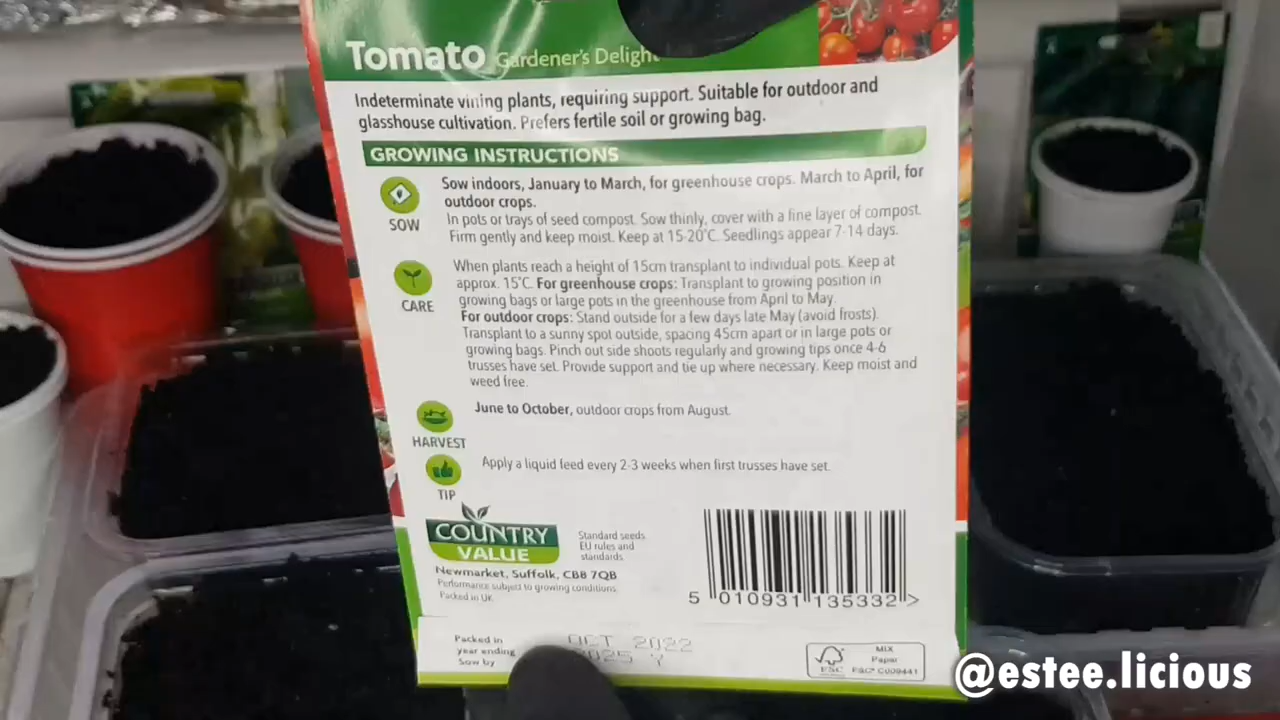 Tomato Gardener's Delight
Indeterminate vining plants, requiring support. Suitable for outdoor and
glasshouse cultivation. Prefers fertile soil or growing bag.
GROWING INSTRUCTIONS
SOW
Sow indoors, January to March, for greenhouse crops. March to April, for
outdoor crops.
In pots or trays of seed compost. Sow thinly, cover with a fine layer of compost.
Firm gently and keep moist. Keep at 15-20°C. Seedlings appear 7-14 days.
CARE
When plants reach a height of 15cm transplant to individual pots. Keep at
approx. 15°C. For greenhouse crops: Transplant to growing position in
growing bags or large pots in the greenhouse from April to May.
For outdoor crops: Stand outside for a few days late May (avoid frosts).
Transplant to a sunny spot outside, spacing 45cm apart or in large pots or
growing bags. Pinch out side shoots regularly and growing tips once 4-6
trusses have set. Provide support and tie up where necessary. Keep moist and
weed free.
HARVEST
June to October, outdoor crops from August.
TIP
Apply a liquid feed every 2-3 weeks when first trusses have set.
COUNTRY
VALUE
Standard seeds
EU rules and
standards
Newmarket, Suffolk, CB8 7QB
Performance subject to growing conditions
Packed in UK
5 010931 135332 >
Packed in
year ending
Sow by
OCT 2022
2025 Y
FSC
MIX
Paper
FSC® C009441
@estee.licious